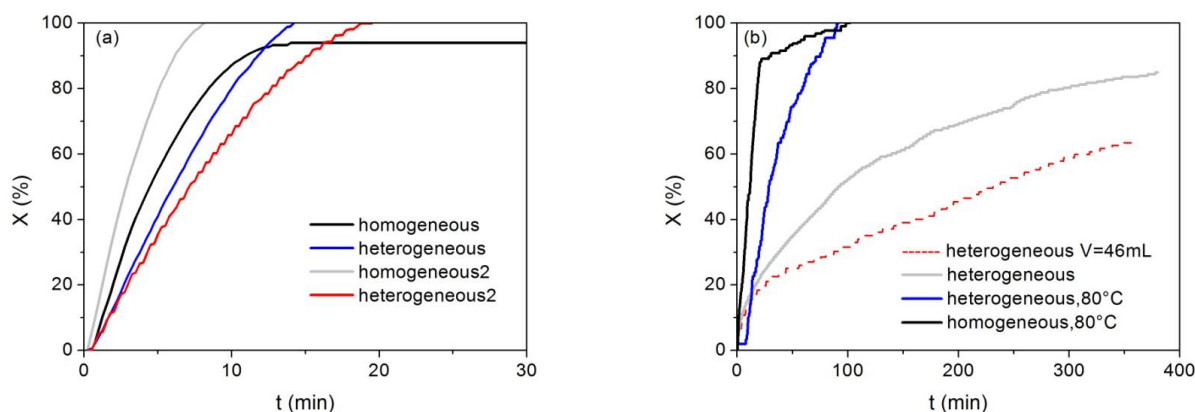 (a)
X (%)
100
80
60
40
20
0
homogeneous
heterogeneous
homogeneous2
heterogeneous2
0 10 20 30
t (min)
(b)
X (%)
100
80
60
40
20
0
heterogeneous V=46mL
heterogeneous
heterogeneous,80°C
homogeneous,80°C
0 100 200 300 400
t (min)